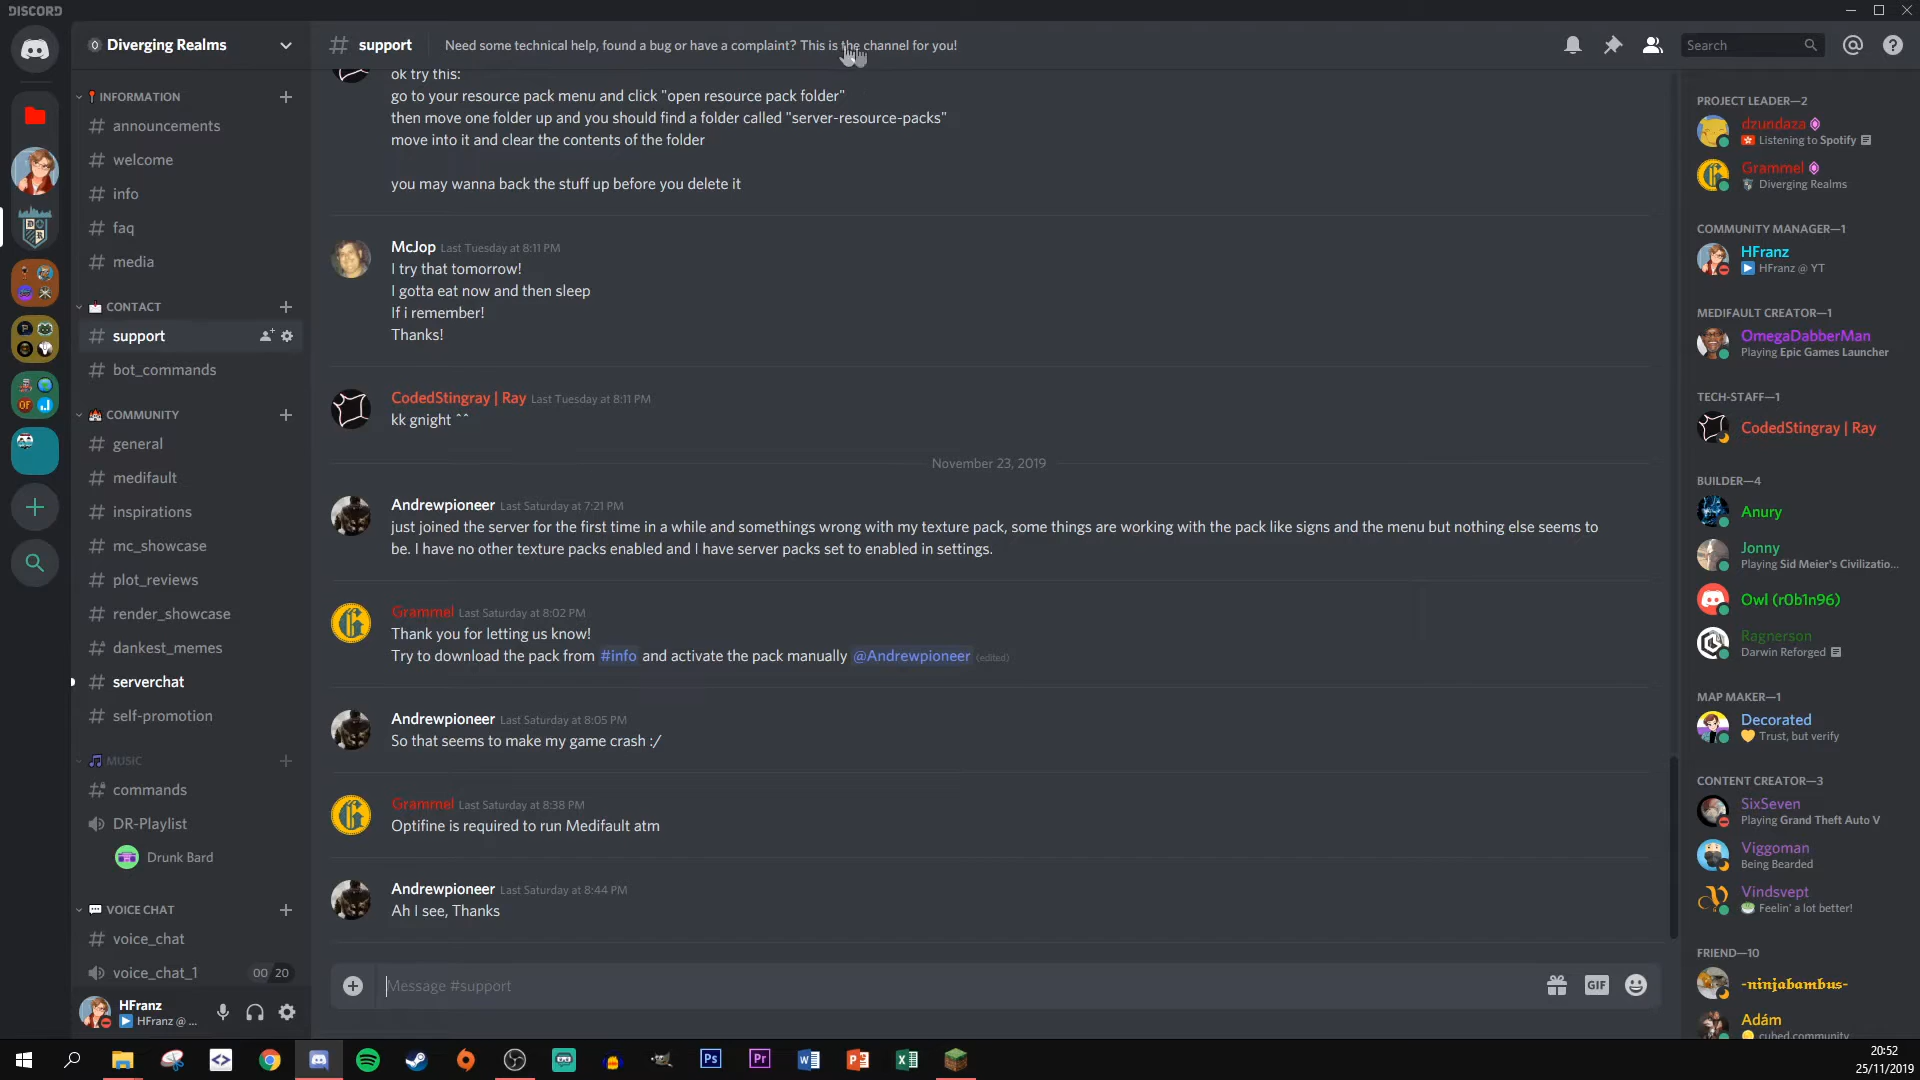 DISCORD
Diverging Realms
support
Need some technical help, found a bug or have a complaint? This is the channel for you!
Search
INFORMATION
announcements
welcome
info
faq
media
CONTACT
support
bot_commands
COMMUNITY
general
medifault
inspirations
mc_showcase
plot_reviews
render_showcase
dankest_memes
serverchat
self-promotion
MUSIC
commands
DR-Playlist
Drunk Bard
VOICE CHAT
voice_chat
voice_chat_1
00 20
HFranz
HFranz @ ...
ok try this:
go to your resource pack menu and click "open resource pack folder"
then move one folder up and you should find a folder called "server-resource-packs"
move into it and clear the contents of the folder
you may wanna back the stuff up before you delete it
McJop Last Tuesday at 8:11 PM
I try that tomorrow!
I gotta eat now and then sleep
If i remember!
Thanks!
CodedStingray | Ray Last Tuesday at 8:11 PM
kk gnight ^^
November 23, 2019
Andrewpioneer Last Saturday at 7:21 PM
just joined the server for the first time in a while and somethings wrong with my texture pack, some things are working with the pack like signs and the menu but nothing else seems to
be. I have no other texture packs enabled and I have server packs set to enabled in settings.
Grammel Last Saturday at 8:02 PM
Thank you for letting us know!
Try to download the pack from #info and activate the pack manually @Andrewpioneer (edited)
Andrewpioneer Last Saturday at 8:05 PM
So that seems to make my game crash :/
Grammel Last Saturday at 8:38 PM
Optifine is required to run Medifault atm
Andrewpioneer Last Saturday at 8:44 PM
Ah I see, Thanks
Message #support
GIF
PROJECT LEADER—2
dzundaza
Listening to Spotify
Grammel
Diverging Realms
COMMUNITY MANAGER—1
HFranz
HFranz @ YT
MEDIFAULT CREATOR—1
OmegaDabberMan
Playing Epic Games Launcher
TECH-STAFF—1
CodedStingray | Ray
BUILDER—4
Anury
Jonny
Playing Sid Meier's Civilizatio...
Owl (r0b1n96)
Ragnerson
Darwin Reforged
MAP MAKER—1
Decorated
Trust, but verify
CONTENT CREATOR—3
SixSeven
Playing Grand Theft Auto V
Viggoman
Being Bearded
Vindsvept
Feelin' a lot better!
FRIEND—10
-ninjabambus-
Adám
cubed community
Ps
Pr
20:52
25/11/2019